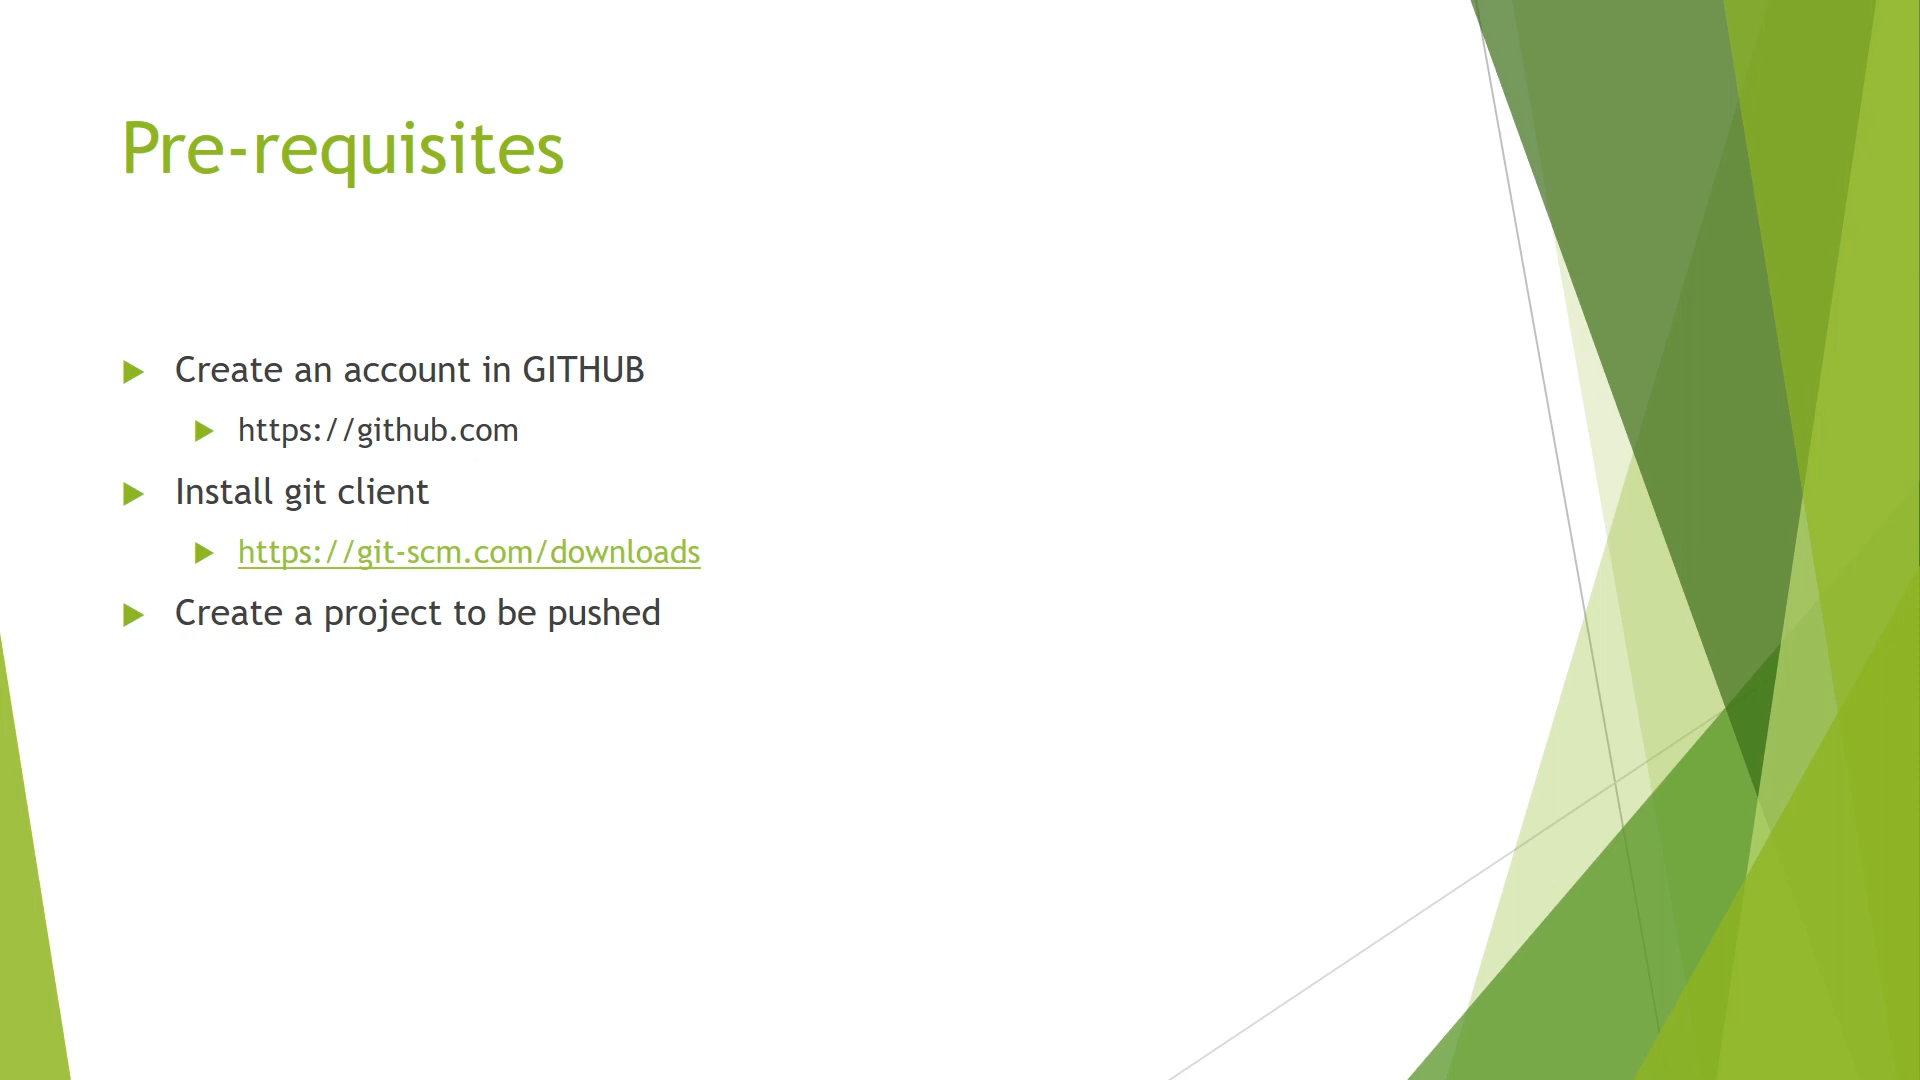 Pre-requisites
Create an account in GITHUB
https://github.com
Install git client
https://git-scm.com/downloads
Create a project to be pushed